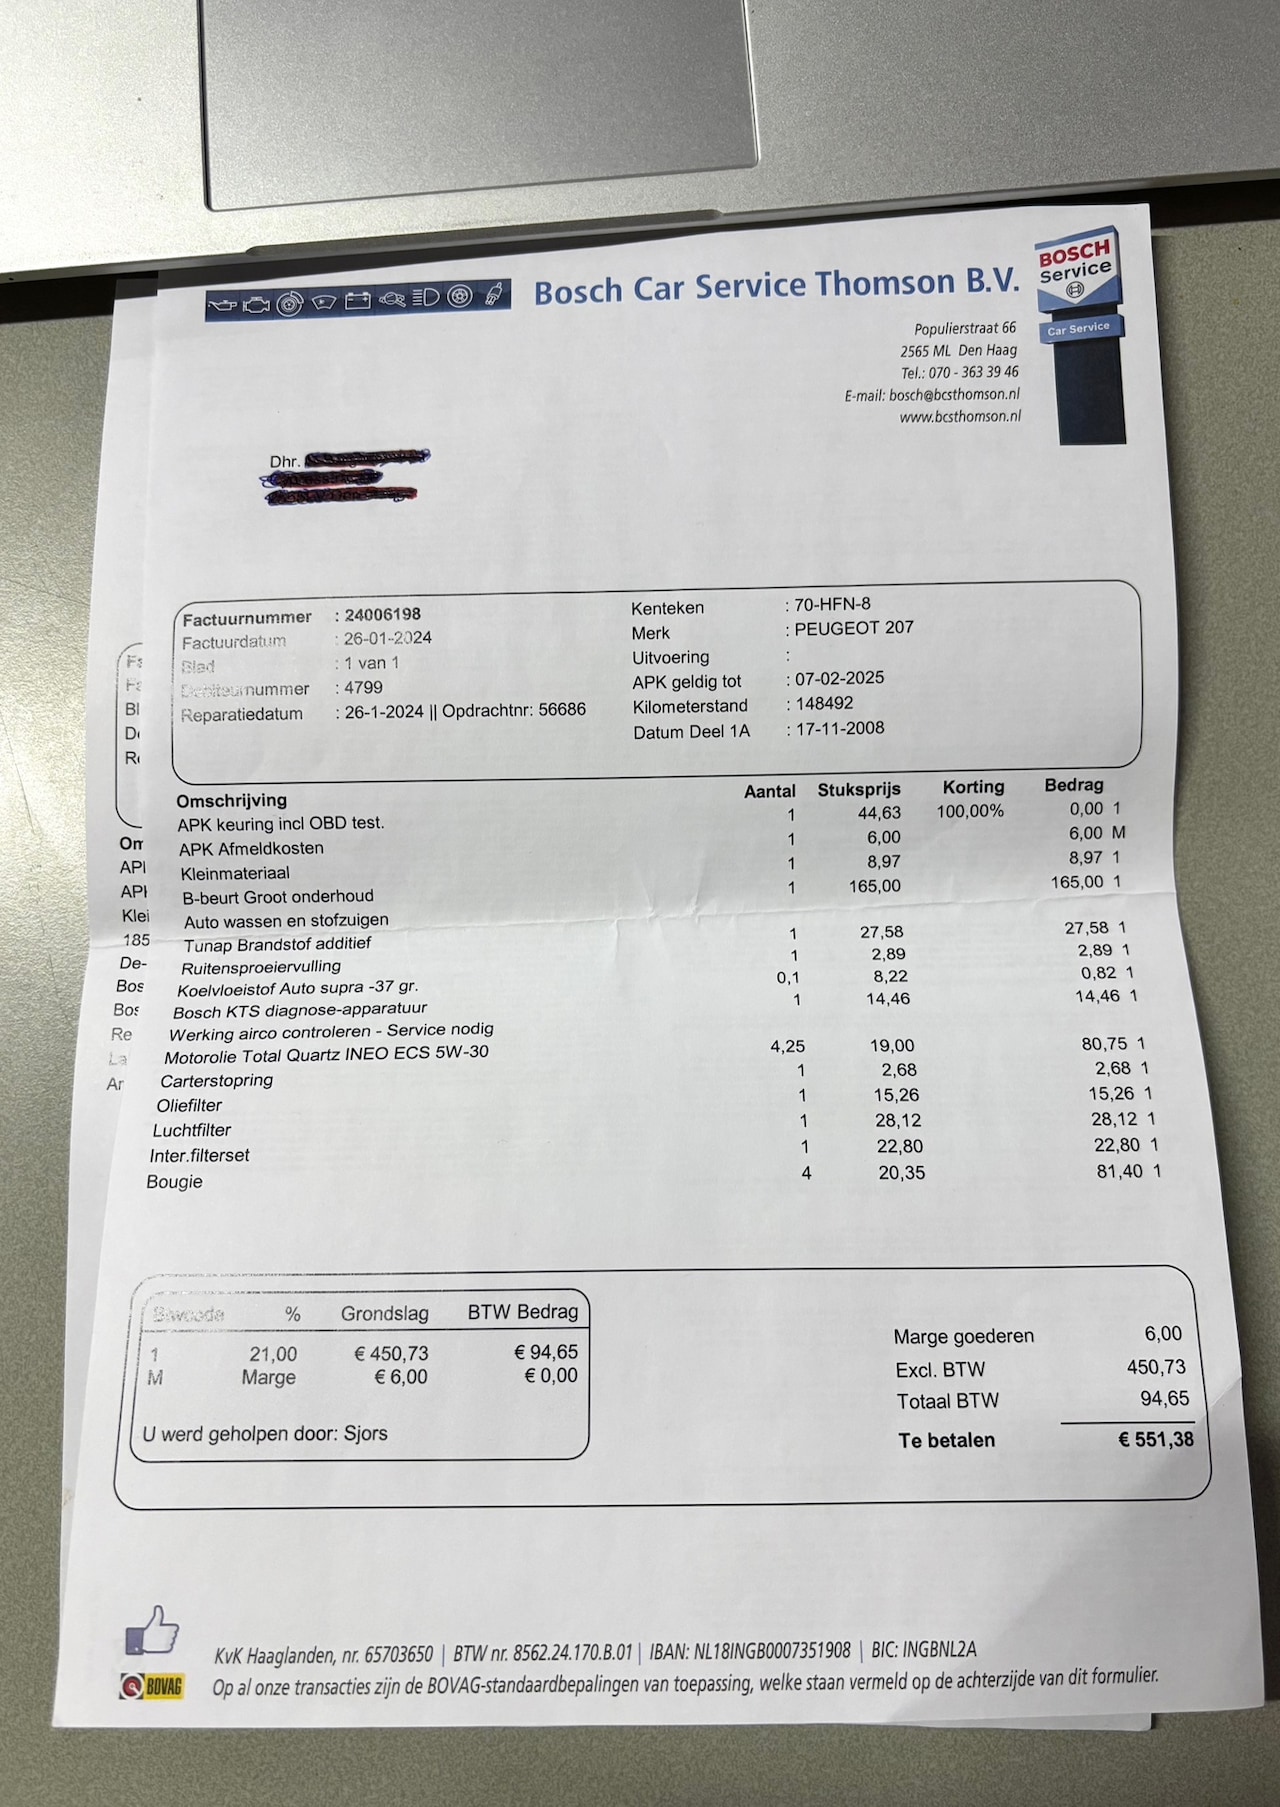 Bosch Car Service Thomson B.V.
BOSCH
Service
Car Service
Populierstraat 66
2565 ML Den Haag
Tel.: 070 - 363 39 46
E-mail: bosch@bcsthomson.nl
www.bcsthomson.nl
Dhr.
Factuurnummer : 24006198 Kenteken : 70-HFN-8
Factuurdatum : 26-01-2024 Merk : PEUGEOT 207
Blad : 1 van 1 Uitvoering :
Debiteurnummer : 4799 APK geldig tot : 07-02-2025
Reparatiedatum : 26-1-2024 || Opdrachtnr: 56686 Kilometerstand : 148492
Datum Deel 1A : 17-11-2008
Omschrijving Aantal Stuksprijs Korting Bedrag
APK keuring incl OBD test. 1 44,63 100,00% 0,00 1
APK Afmeldkosten 1 6,00 6,00 M
Kleinmateriaal 1 8,97 8,97 1
B-beurt Groot onderhoud 1 165,00 165,00 1
Auto wassen en stofzuigen
Tunap Brandstof additief 1 27,58 27,58 1
Ruitensproeiervulling 1 2,89 2,89 1
Koelvloeistof Auto supra -37 gr. 0,1 8,22 0,82 1
Bosch KTS diagnose-apparatuur 1 14,46 14,46 1
Werking airco controleren - Service nodig
Motorolie Total Quartz INEO ECS 5W-30 4,25 19,00 80,75 1
Carterstopring 1 2,68 2,68 1
Oliefilter 1 15,26 15,26 1
Luchtfilter 1 28,12 28,12 1
Inter.filterset 1 22,80 22,80 1
Bougie 4 20,35 81,40 1
Btwcode % Grondslag BTW Bedrag
1 21,00 € 450,73 € 94,65
M Marge € 6,00 € 0,00
U werd geholpen door: Sjors
Marge goederen 6,00
Excl. BTW 450,73
Totaal BTW 94,65
Te betalen € 551,38
KvK Haaglanden, nr. 65703650 | BTW nr. 8562.24.170.B.01 | IBAN: NL18INGB0007351908 | BIC: INGBNL2A
BOVAG
Op al onze transacties zijn de BOVAG-standaardbepalingen van toepassing, welke staan vermeld op de achterzijde van dit formulier.
Bl
De
Om
API
Klei
185
De-
Bos
Bos
Re
La
Ar